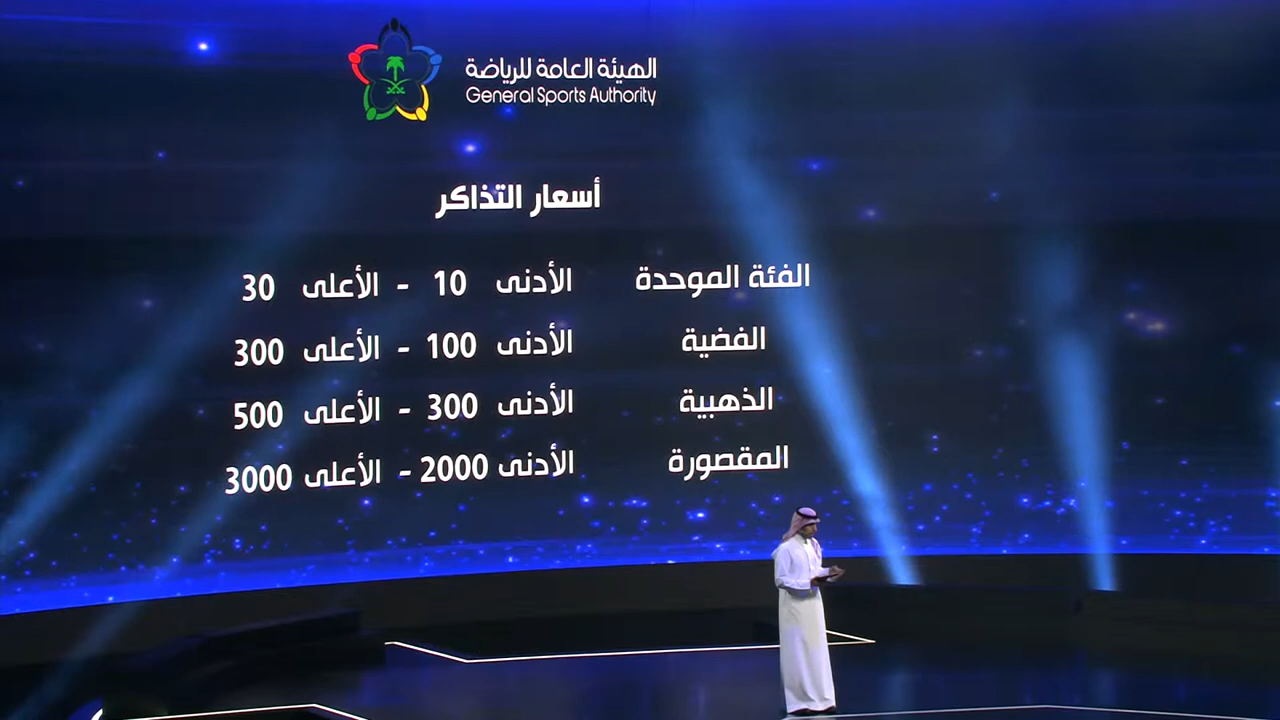 الهيئة العامة للرياضة
General Sports Authority
أسعار التذاكر
الفئة الموحدة الأدنى 10 - الأعلى 30
الفضية الأدنى 100 - الأعلى 300
الذهبية الأدنى 300 - الأعلى 500
المقصورة الأدنى 2000 - الأعلى 3000